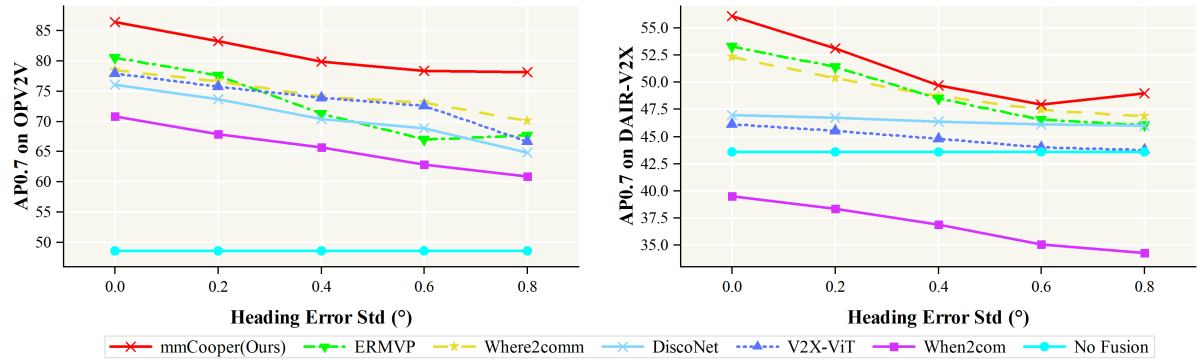 AP0.7 on OPV2V
85
80
75
70
65
60
55
50
0.0 0.2 0.4 0.6 0.8
Heading Error Std (°)
AP0.7 on DAIR-V2X
55.0
52.5
50.0
47.5
45.0
42.5
40.0
37.5
35.0
0.0 0.2 0.4 0.6 0.8
Heading Error Std (°)
mmCooper(Ours) ERMVP Where2comm DiscoNet V2X-ViT When2com No Fusion